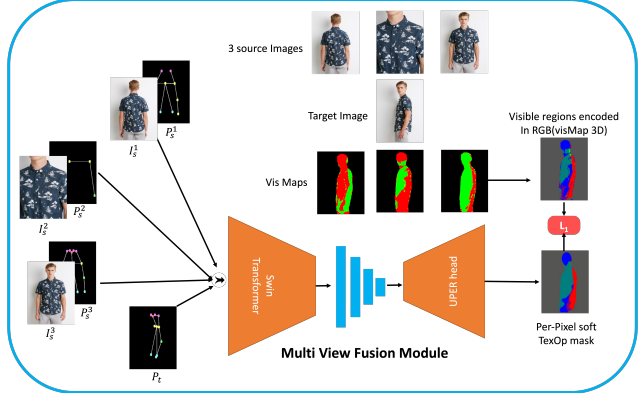 3 source Images
Target Image
Visible regions encoded
In RGB(visMap 3D)
Vis Maps
P_s^1
I_s^1
P_s^2
I_s^2
P_s^3
I_s^3
P_t
Swin
Transformer
UPER head
L_1
Multi View Fusion Module
Per-Pixel soft
TexOp mask